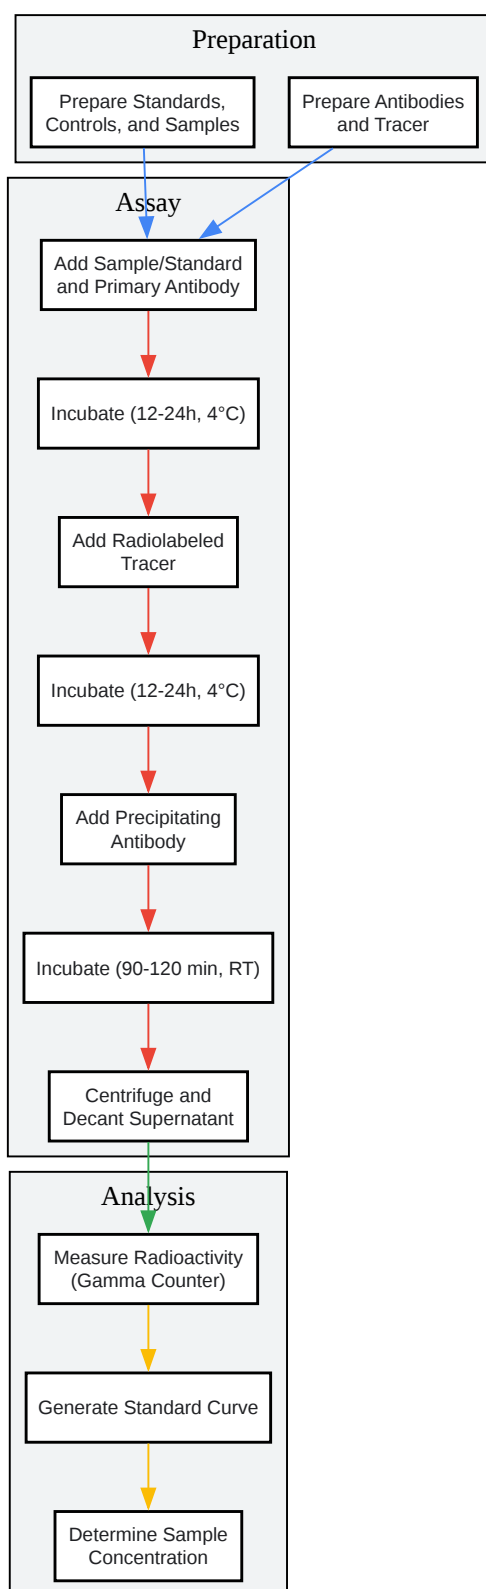 Preparation
Prepare Standards,
Controls, and Samples
Prepare Antibodies
and Tracer
Assay
Add Sample/Standard
and Primary Antibody
Incubate (12-24h, 4°C)
Add Radiolabeled
Tracer
Incubate (12-24h, 4°C)
Add Precipitating
Antibody
Incubate (90-120 min, RT)
Centrifuge and
Decant Supernatant
Analysis
Measure Radioactivity
(Gamma Counter)
Generate Standard Curve
Determine Sample
Concentration